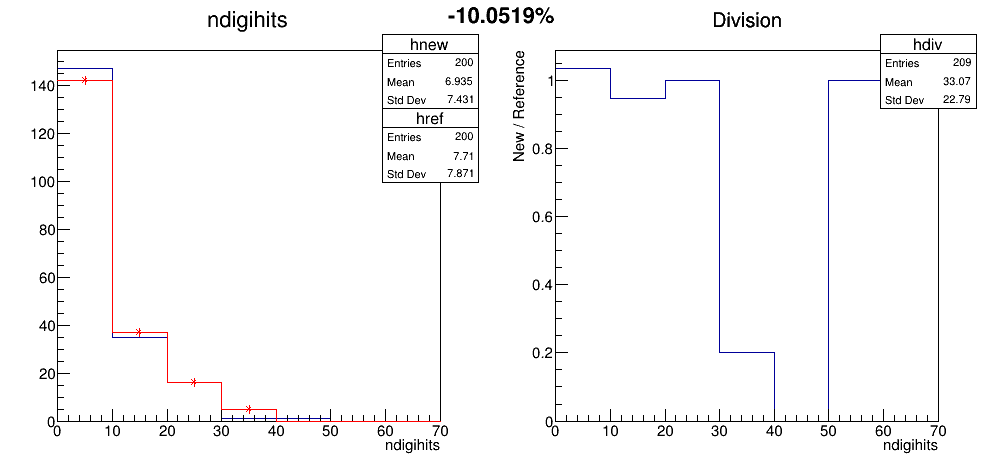 -10.0519%
ndigihits
hnew
Entries 200
Mean 6.935
Std Dev 7.431
href
Entries 200
Mean 7.71
Std Dev 7.871
140
120
100
80
60
40
20
0
0 10 20 30 40 50 60 70
ndigihits
Division
hdiv
Entries 209
Mean 33.07
Std Dev 22.79
New / Reference
1
0.8
0.6
0.4
0.2
0
0 10 20 30 40 50 60 70
ndigihits